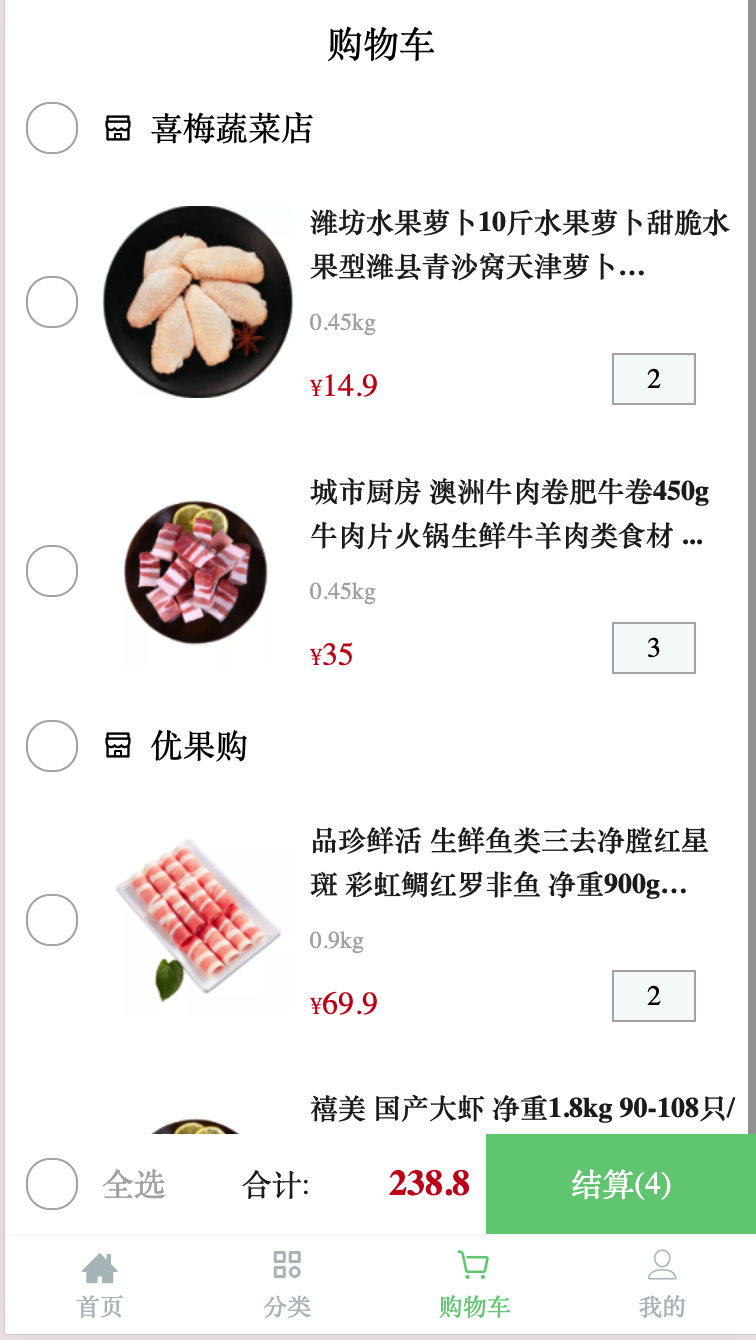 购物车
喜梅蔬菜店
潍坊水果萝卜10斤水果萝卜甜脆水
果型潍县青沙窝天津萝卜...
0.45kg
¥14.9
2
城市厨房 澳洲牛肉卷肥牛卷450g
牛肉片火锅生鲜牛羊肉类食材 ...
0.45kg
¥35
3
优果购
品珍鲜活 生鲜鱼类三去净膛红星
斑 彩虹鲷红罗非鱼 净重900g...
0.9kg
¥69.9
2
禧美 国产大虾 净重1.8kg 90-108只/
全选
合计:
238.8
结算(4)
首页
分类
购物车
我的